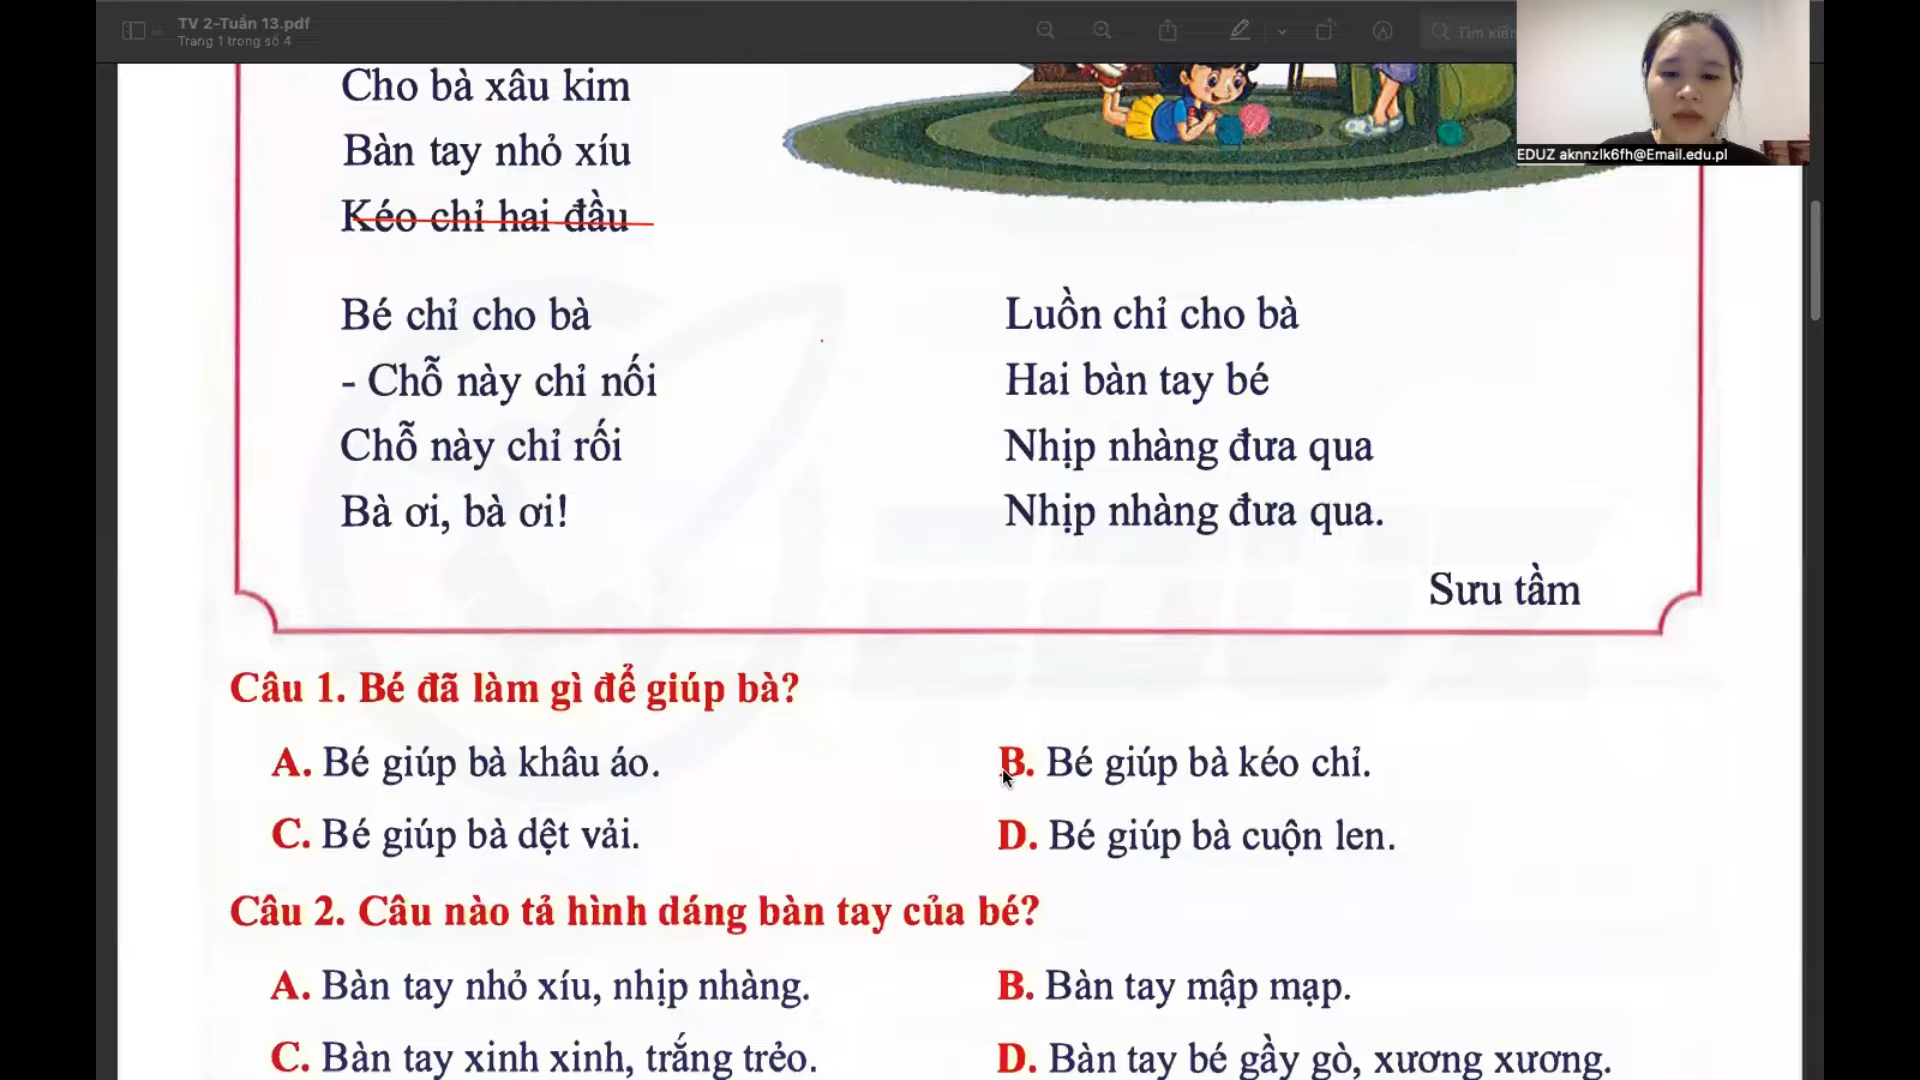 TV 2-Tuần 13.pdf
Trang 1 trong số 4
Tìm kiếm
EDUZ aknnzlk6fh@Email.edu.pl
Cho bà xâu kim
Bàn tay nhỏ xíu
Kéo chỉ hai đầu
Bé chỉ cho bà
- Chỗ này chỉ nối
Chỗ này chỉ rối
Bà ơi, bà ơi!
Luồn chỉ cho bà
Hai bàn tay bé
Nhịp nhàng đưa qua
Nhịp nhàng đưa qua.
Sưu tầm
Câu 1. Bé đã làm gì để giúp bà?
A. Bé giúp bà khâu áo.
B. Bé giúp bà kéo chỉ.
C. Bé giúp bà dệt vải.
D. Bé giúp bà cuộn len.
Câu 2. Câu nào tả hình dáng bàn tay của bé?
A. Bàn tay nhỏ xíu, nhịp nhàng.
B. Bàn tay mập mạp.
C. Bàn tay xinh xinh, trắng trẻo.
D. Bàn tay bé gầy gò, xương xương.